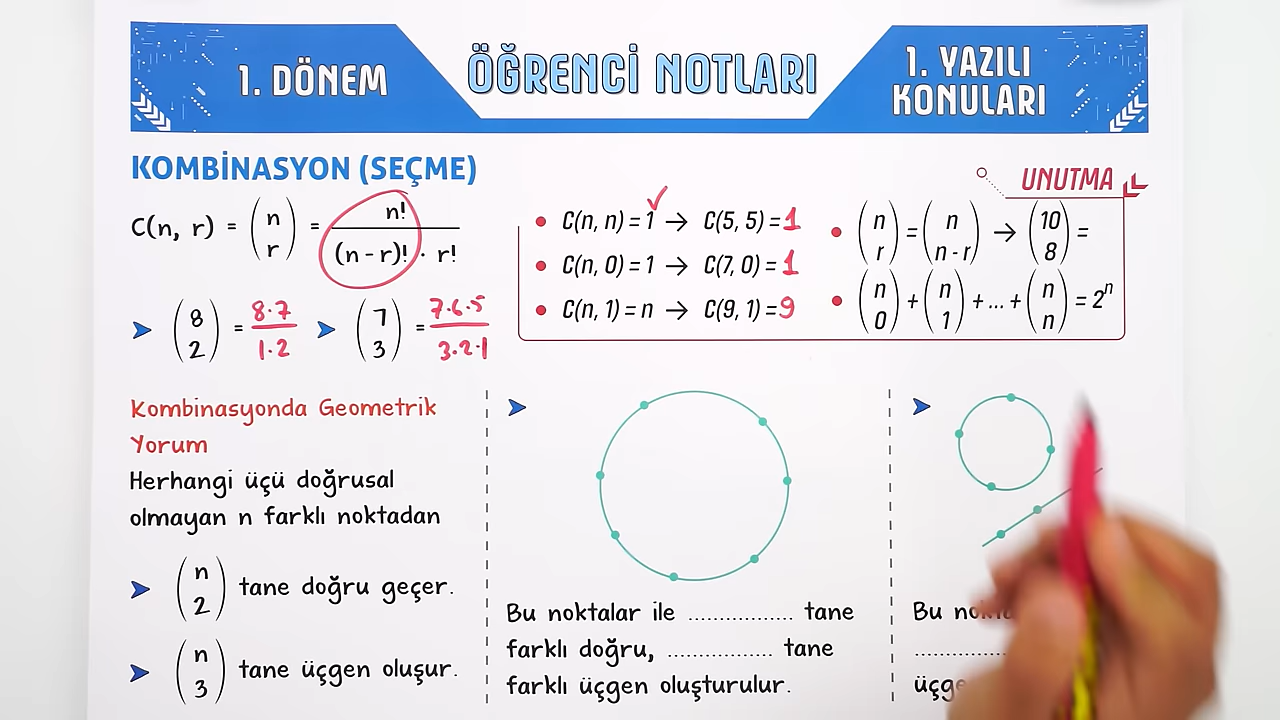 1. DÖNEM
ÖĞRENCİ NOTLARI
1. YAZILI
KONULARI
KOMBİNASYON (SEÇME)
C(n, r) = (n r) = n! / (n - r)! · r!
(8 2) = 8·7 / 1·2
(7 3) = 7·6·5 / 3·2·1
C(n, n) = 1 → C(5, 5) = 1
C(n, 0) = 1 → C(7, 0) = 1
C(n, 1) = n → C(9, 1) = 9
UNUTMA
(n r) = (n n - r) → (10 8) =
(n 0) + (n 1) + ... + (n n) = 2ⁿ
Kombinasyonda Geometrik
Yorum
Herhangi üçü doğrusal
olmayan n farklı noktadan
(n 2) tane doğru geçer.
(n 3) tane üçgen oluşur.
Bu noktalar ile ................. tane
farklı doğru, ................. tane
farklı üçgen oluşturulur.
Bu